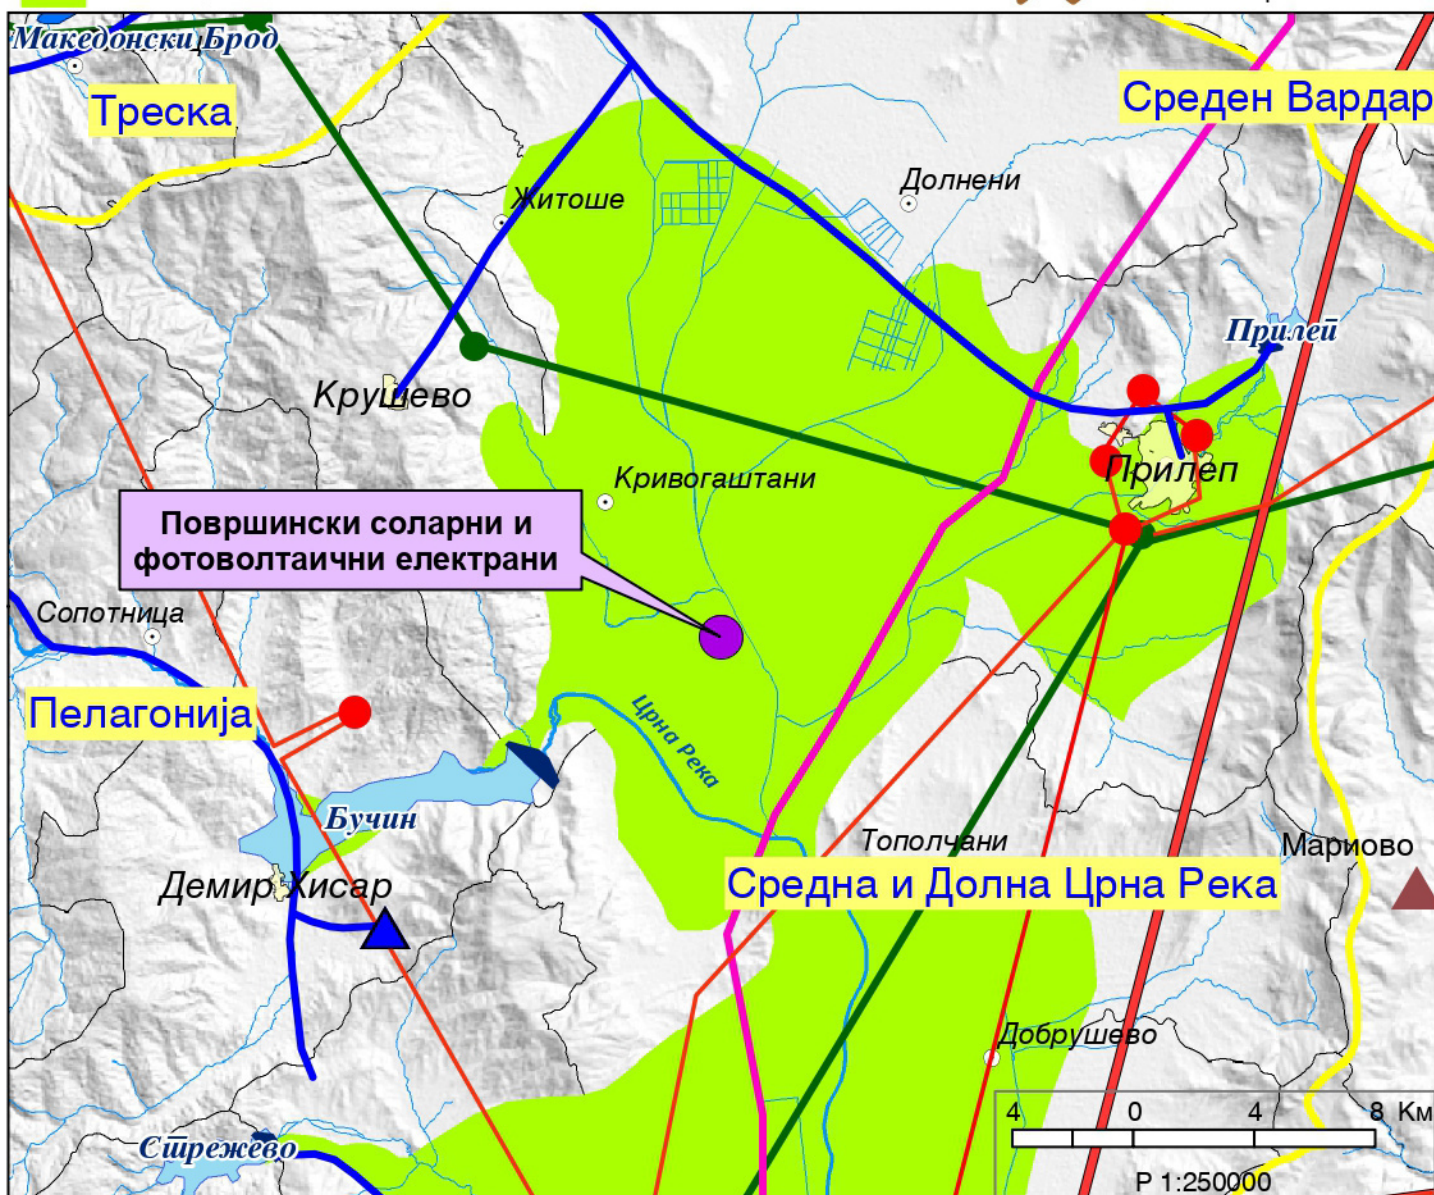 Македонски Брод
Треска
Среден Вардар
Житоше
Долнени
Прилеп
Крушево
Прилеп
Кривогаштани
Површински соларни и
фотоволтаични електрани
Сопотница
Пелагонија
Црна Река
Бучин
Тополчани
Мариово
Демир Хисар
Средна и Долна Црна Река
Добрушево
4 0 4 8 Км
Стрежево
Р 1:250000